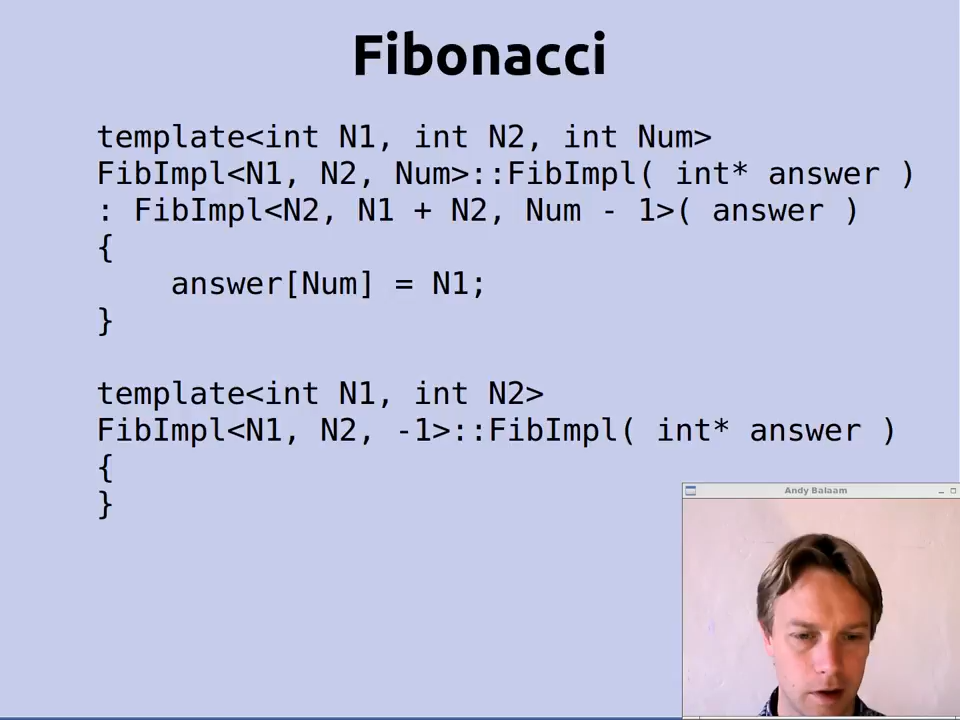 Fibonacci
template<int N1, int N2, int Num>
FibImpl<N1, N2, Num>::FibImpl( int* answer )
: FibImpl<N2, N1 + N2, Num - 1>( answer )
{
    answer[Num] = N1;
}
template<int N1, int N2>
FibImpl<N1, N2, -1>::FibImpl( int* answer )
{
}
Andy Balaam